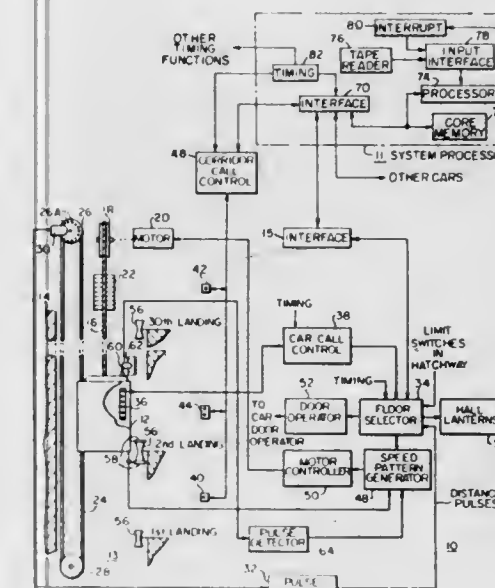 80
INTERRUPT
78
OTHER
TIMING
FUNCTIONS
82
76
TAPE
READER
INPUT
INTERFACE
TIMING
70
74
PROCESSOR
INTERFACE
CORE
MEMORY
11 SYSTEM PROCESSO
OTHER CARS
CORRIDOR
CALL
CONTROL
26A 26
18
20
MOTOR
15
INTERFACE
30
22
42
14
16
56
30th LANDING
TIMING
38
CAR CALL
CONTROL
LIMIT
SWITCHES
IN
HATCHWAY
60
62
36
12
44
52
TIMING
34
TO
CAR
DOOR
OPERATOR
DOOR
OPERATOR
FLOOR
SELECTOR
HALL
LANTERNS
56
2nd LANDING
58
40
MOTOR
CONTROLLER
50
SPEED
PATTERN
GENERATOR
48
DISTANC
PULSES
24
56
1st LANDING
PULSE
DETECTOR
64
13
28
32
PULSE
10